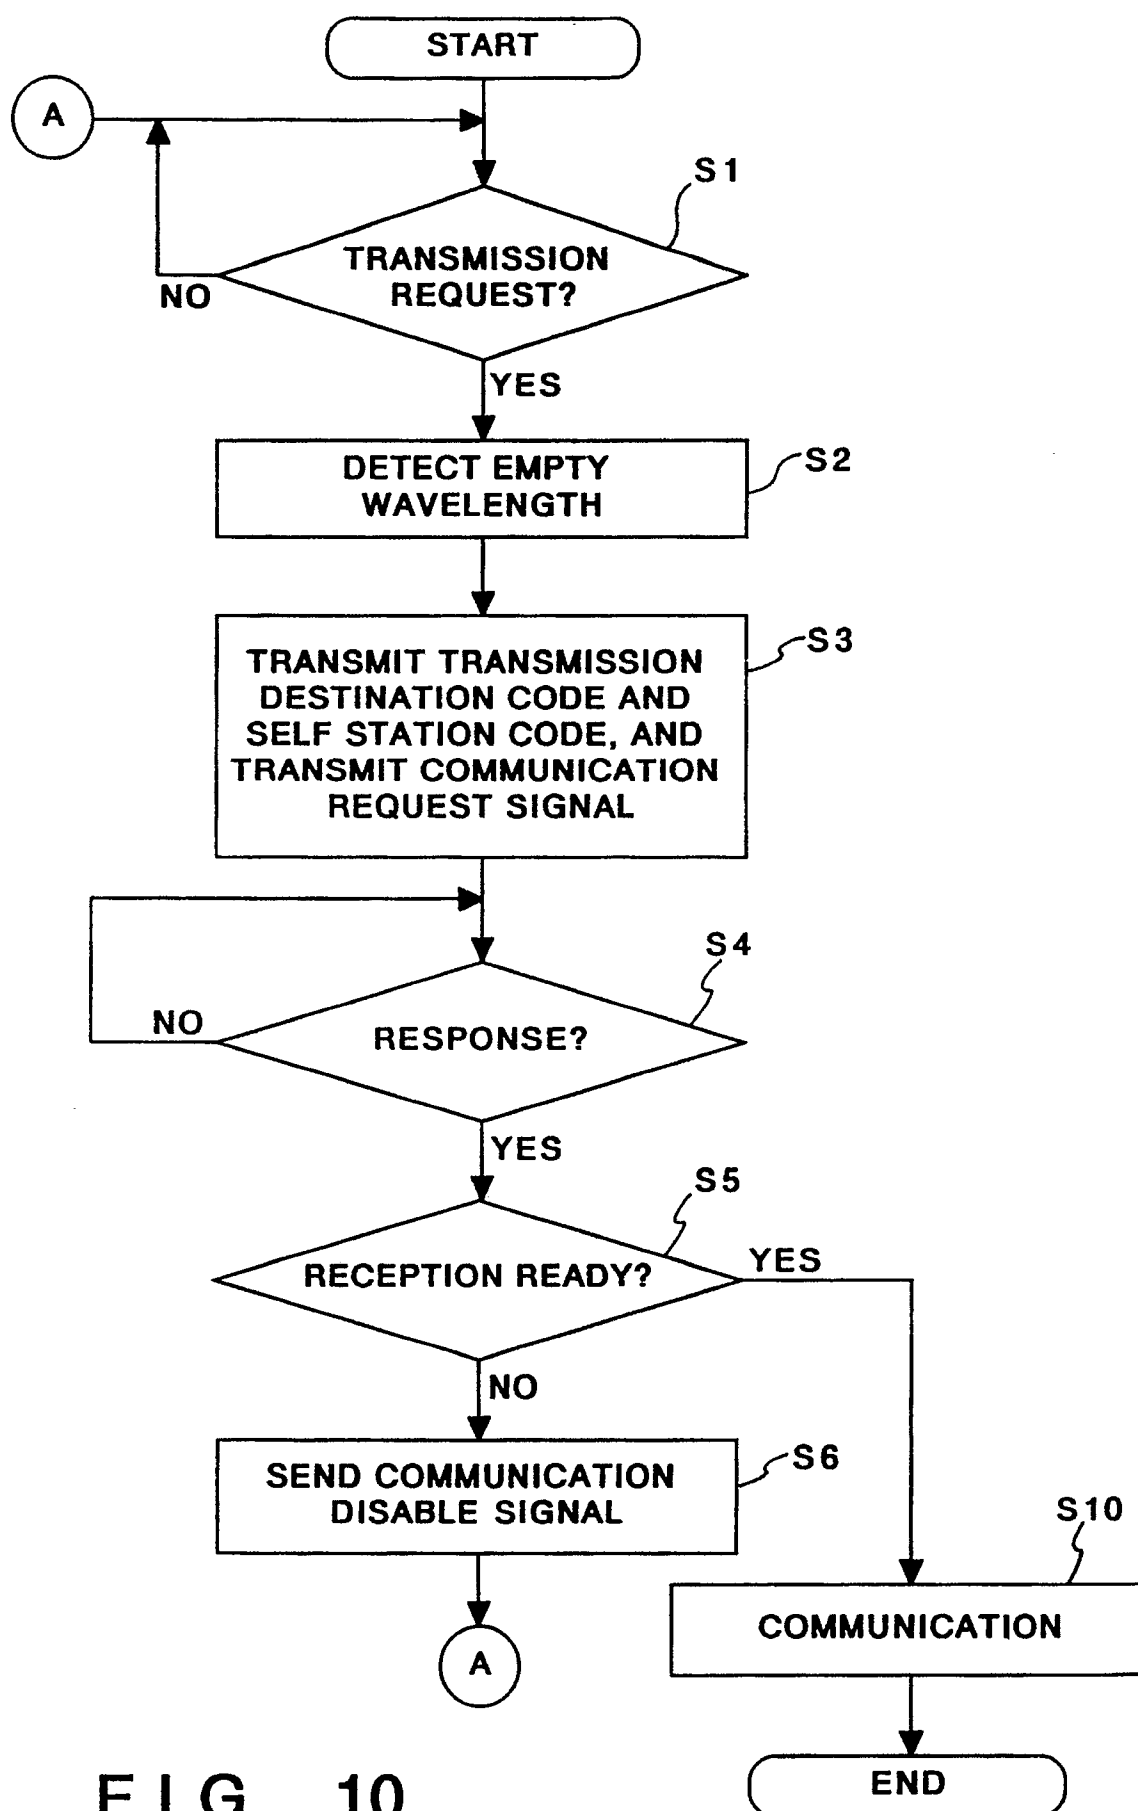 START
A
S1
TRANSMISSION
REQUEST?
NO
YES
DETECT EMPTY
WAVELENGTH
S2
S3
TRANSMIT TRANSMISSION
DESTINATION CODE AND
SELF STATION CODE, AND
TRANSMIT COMMUNICATION
REQUEST SIGNAL
S4
NO
RESPONSE?
YES
S5
RECEPTION READY?
YES
NO
S6
SEND COMMUNICATION
DISABLE SIGNAL
S10
COMMUNICATION
A
END
FIG 10